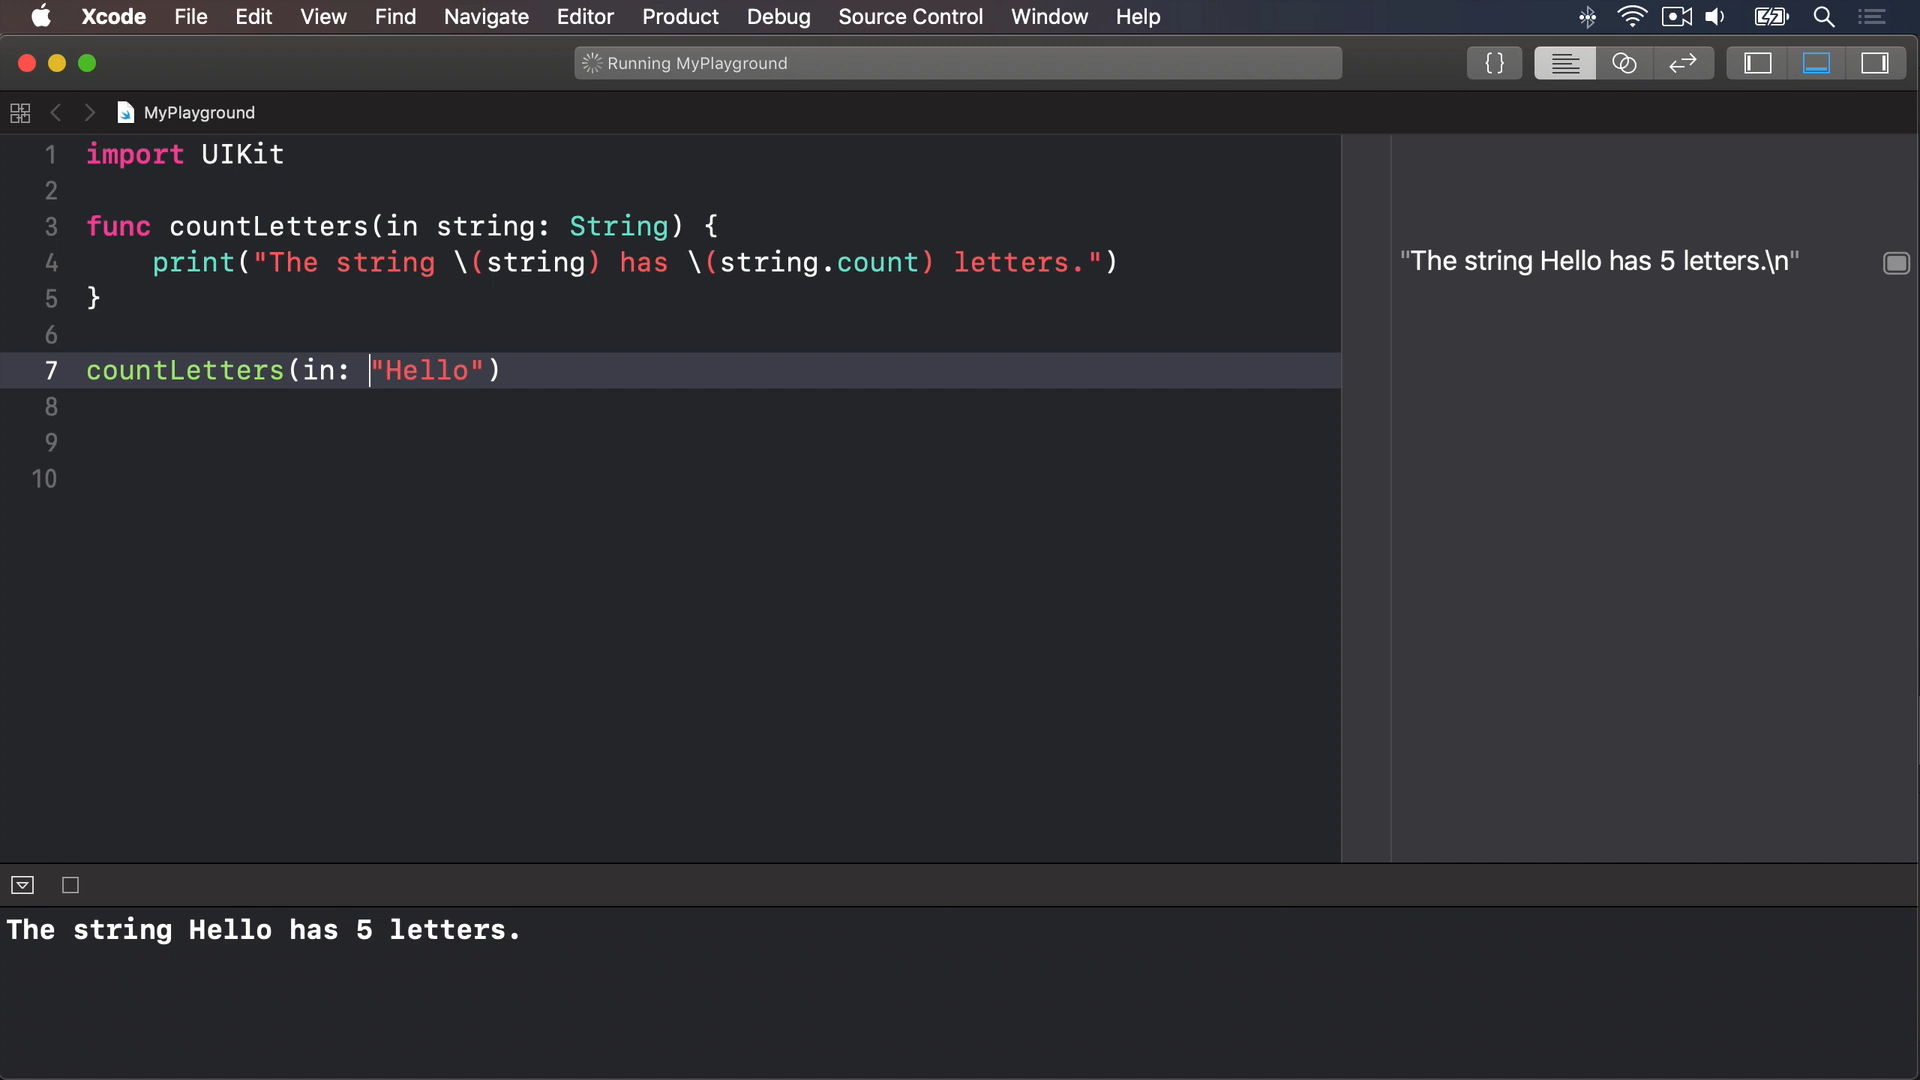 Xcode File Edit View Find Navigate Editor Product Debug Source Control Window Help
Running MyPlayground
{}
MyPlayground
1 import UIKit
2
3 func countLetters(in string: String) {
4     print("The string \(string) has \(string.count) letters.")
"The string Hello has 5 letters.\n"
5 }
6
7 countLetters(in: "Hello")
8
9
10
The string Hello has 5 letters.